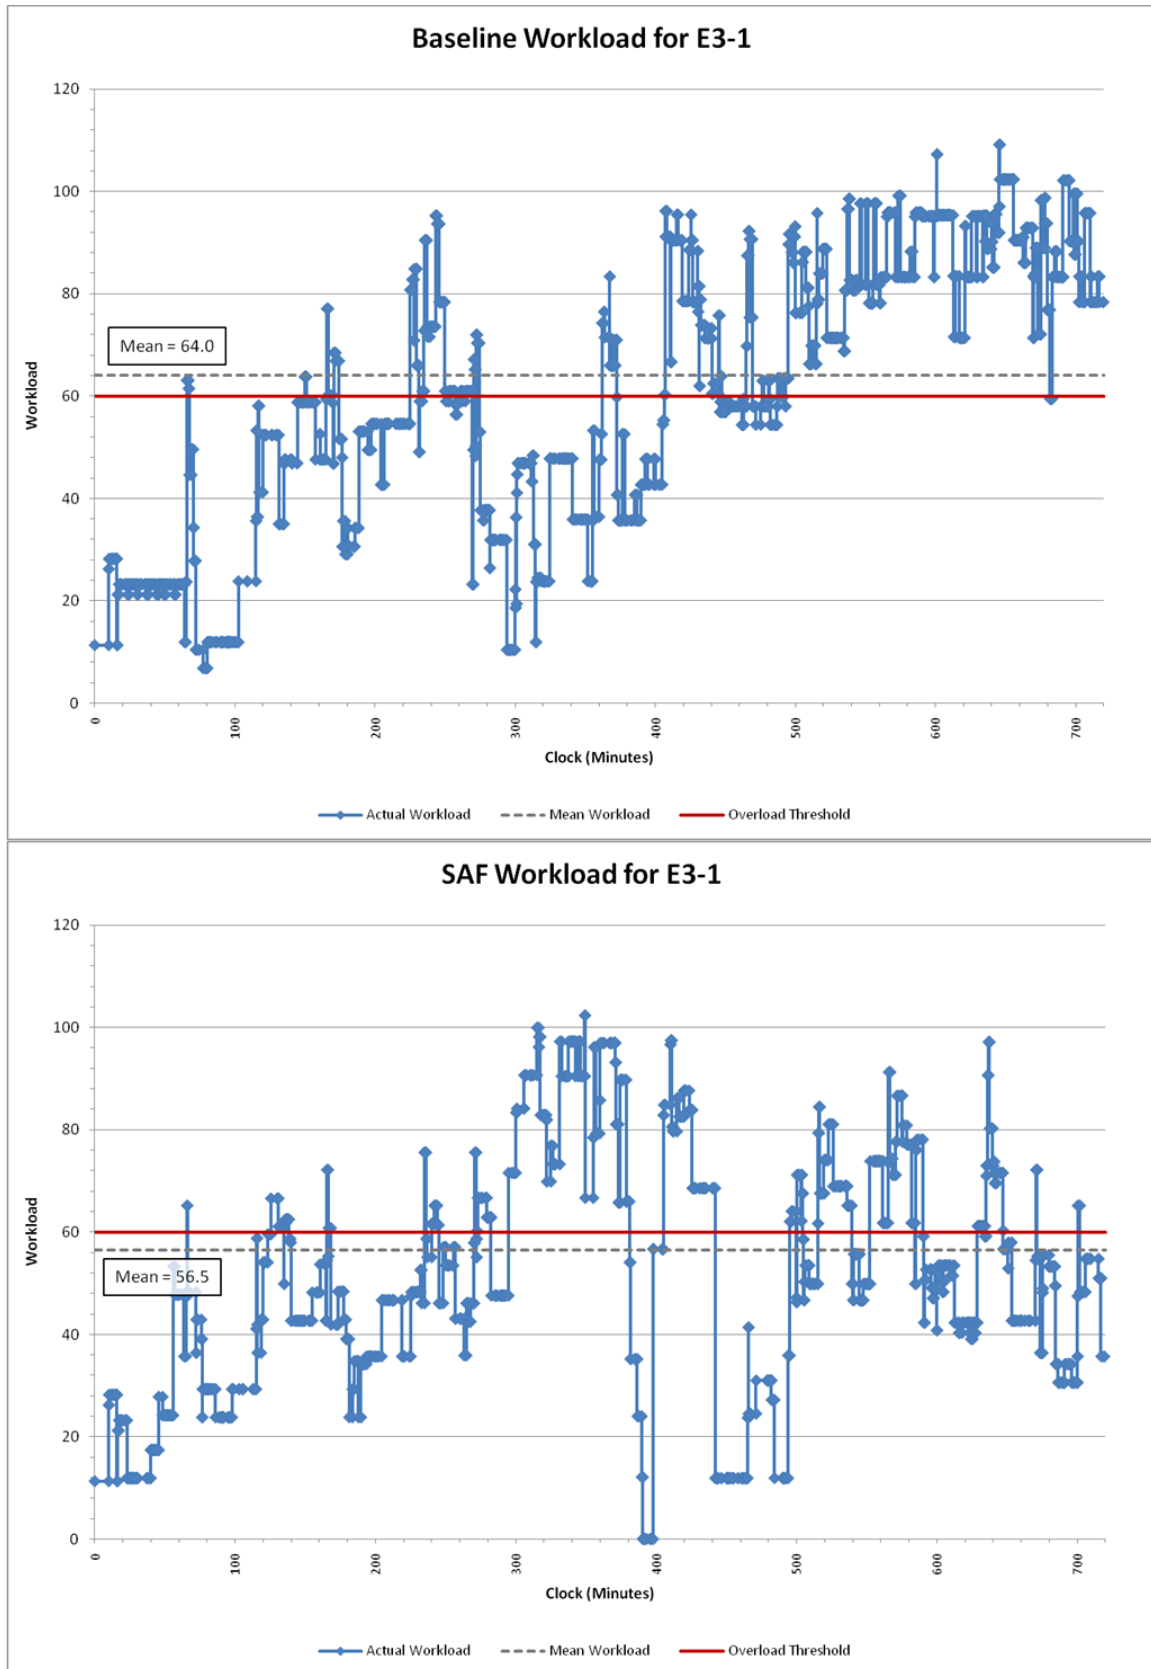 Baseline Workload for E3-1
120
100
80
60
40
20
0
Workload
Mean = 64.0
0 100 200 300 400 500 600 700
Clock (Minutes)
Actual Workload Mean Workload Overload Threshold
SAF Workload for E3-1
120
100
80
60
40
20
0
Workload
Mean = 56.5
0 100 200 300 400 500 600 700
Clock (Minutes)
Actual Workload Mean Workload Overload Threshold